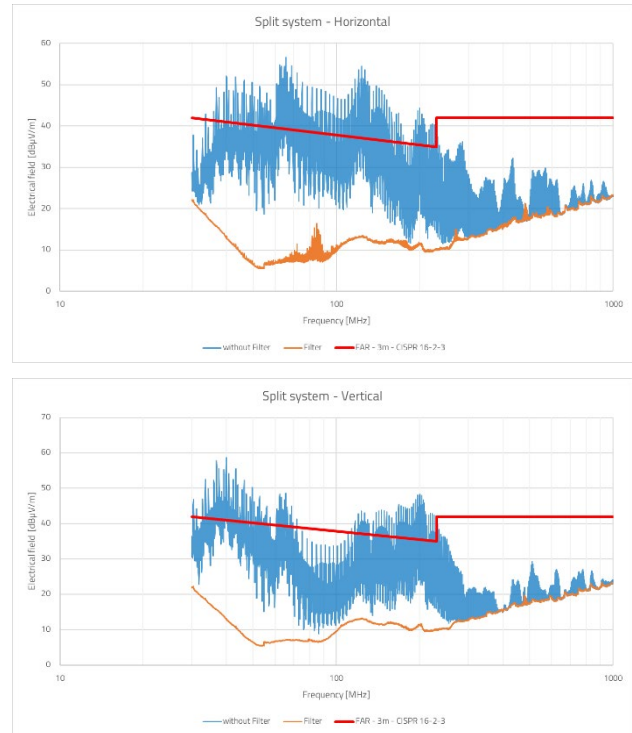 Split system - Horizontal
60
50
40
30
20
10
0
Electrical field [dBµV/m]
10
100
1000
Frequency [MHz]
without Filter
Filter
FAR - 3m - CISPR 16-2-3
Split system - Vertical
70
60
50
40
30
20
10
0
Electrical field [dBµV/m]
10
100
1000
Frequency [MHz]
without Filter
Filter
FAR - 3m - CISPR 16-2-3